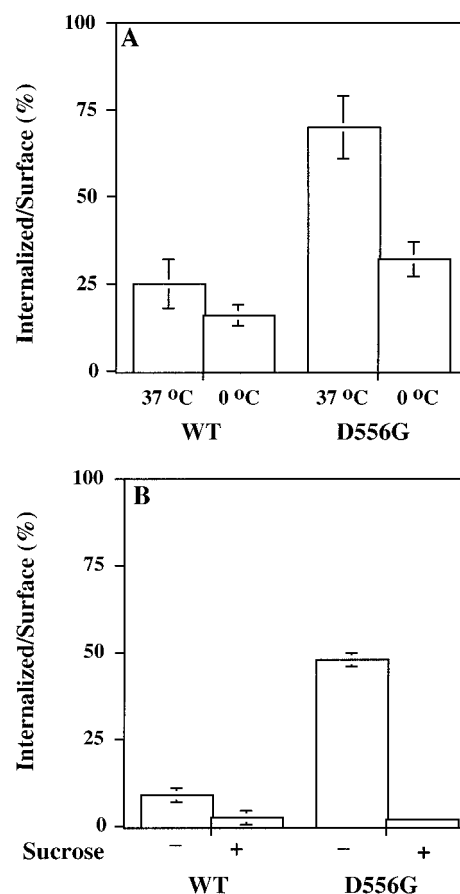 A
Internalized/Surface (%)
100
75
50
25
0
37 ºC 0 ºC 37 ºC 0 ºC
WT D556G
B
Internalized/Surface (%)
100
75
50
25
0
Sucrose – + – +
WT D556G